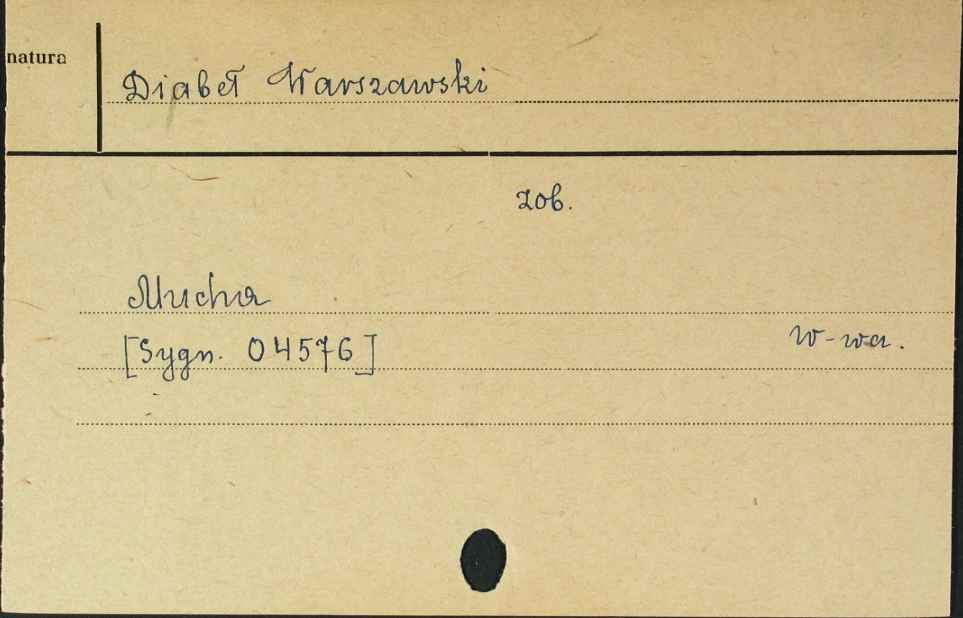 natura
Diabeł Warszawski
zob.
Mucha
[Sygn. 04576] W-wa.